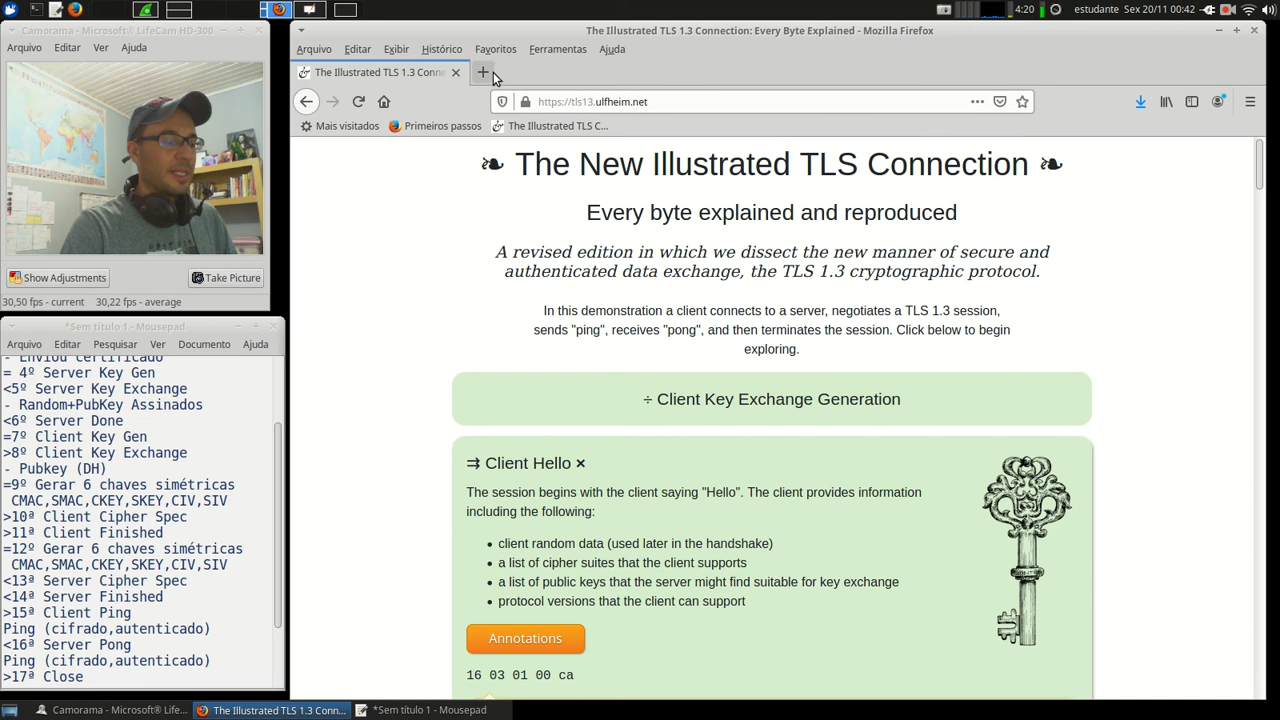 4:20 estudante Sex 20/11 00:42
Camorama - Microsoft® LifeCam HD-300
Arquivo Editar Ver Ajuda
Show Adjustments Take Picture
30,50 fps - current 30,22 fps - average
*Sem título 1 - Mousepad
Arquivo Editar Pesquisar Ver Documento Ajuda
- Enviou certificado
= 4º Server Key Gen
<5º Server Key Exchange
- Random+PubKey Assinados
<6º Server Done
=7º Client Key Gen
>8º Client Key Exchange
- Pubkey (DH)
=9º Gerar 6 chaves simétricas
CMAC,SMAC,CKEY,SKEY,CIV,SIV
>10ª Client Cipher Spec
>11ª Client Finished
=12º Gerar 6 chaves simétricas
CMAC,SMAC,CKEY,SKEY,CIV,SIV
<13ª Server Cipher Spec
<14ª Server Finished
>15ª Client Ping
Ping (cifrado,autenticado)
<16ª Server Pong
Ping (cifrado,autenticado)
>17ª Close
The Illustrated TLS 1.3 Connection: Every Byte Explained - Mozilla Firefox
Arquivo Editar Exibir Histórico Favoritos Ferramentas Ajuda
The Illustrated TLS 1.3 Conne
https://tls13.ulfheim.net
Mais visitados Primeiros passos The Illustrated TLS C...
❧ The New Illustrated TLS Connection ❧
Every byte explained and reproduced
A revised edition in which we dissect the new manner of secure and
authenticated data exchange, the TLS 1.3 cryptographic protocol.
In this demonstration a client connects to a server, negotiates a TLS 1.3 session,
sends "ping", receives "pong", and then terminates the session. Click below to begin
exploring.
÷ Client Key Exchange Generation
⇉ Client Hello ×
The session begins with the client saying "Hello". The client provides information
including the following:
• client random data (used later in the handshake)
• a list of cipher suites that the client supports
• a list of public keys that the server might find suitable for key exchange
• protocol versions that the client can support
Annotations
16 03 01 00 ca
Camorama - Microsoft® Life... The Illustrated TLS 1.3 Conn... *Sem título 1 - Mousepad